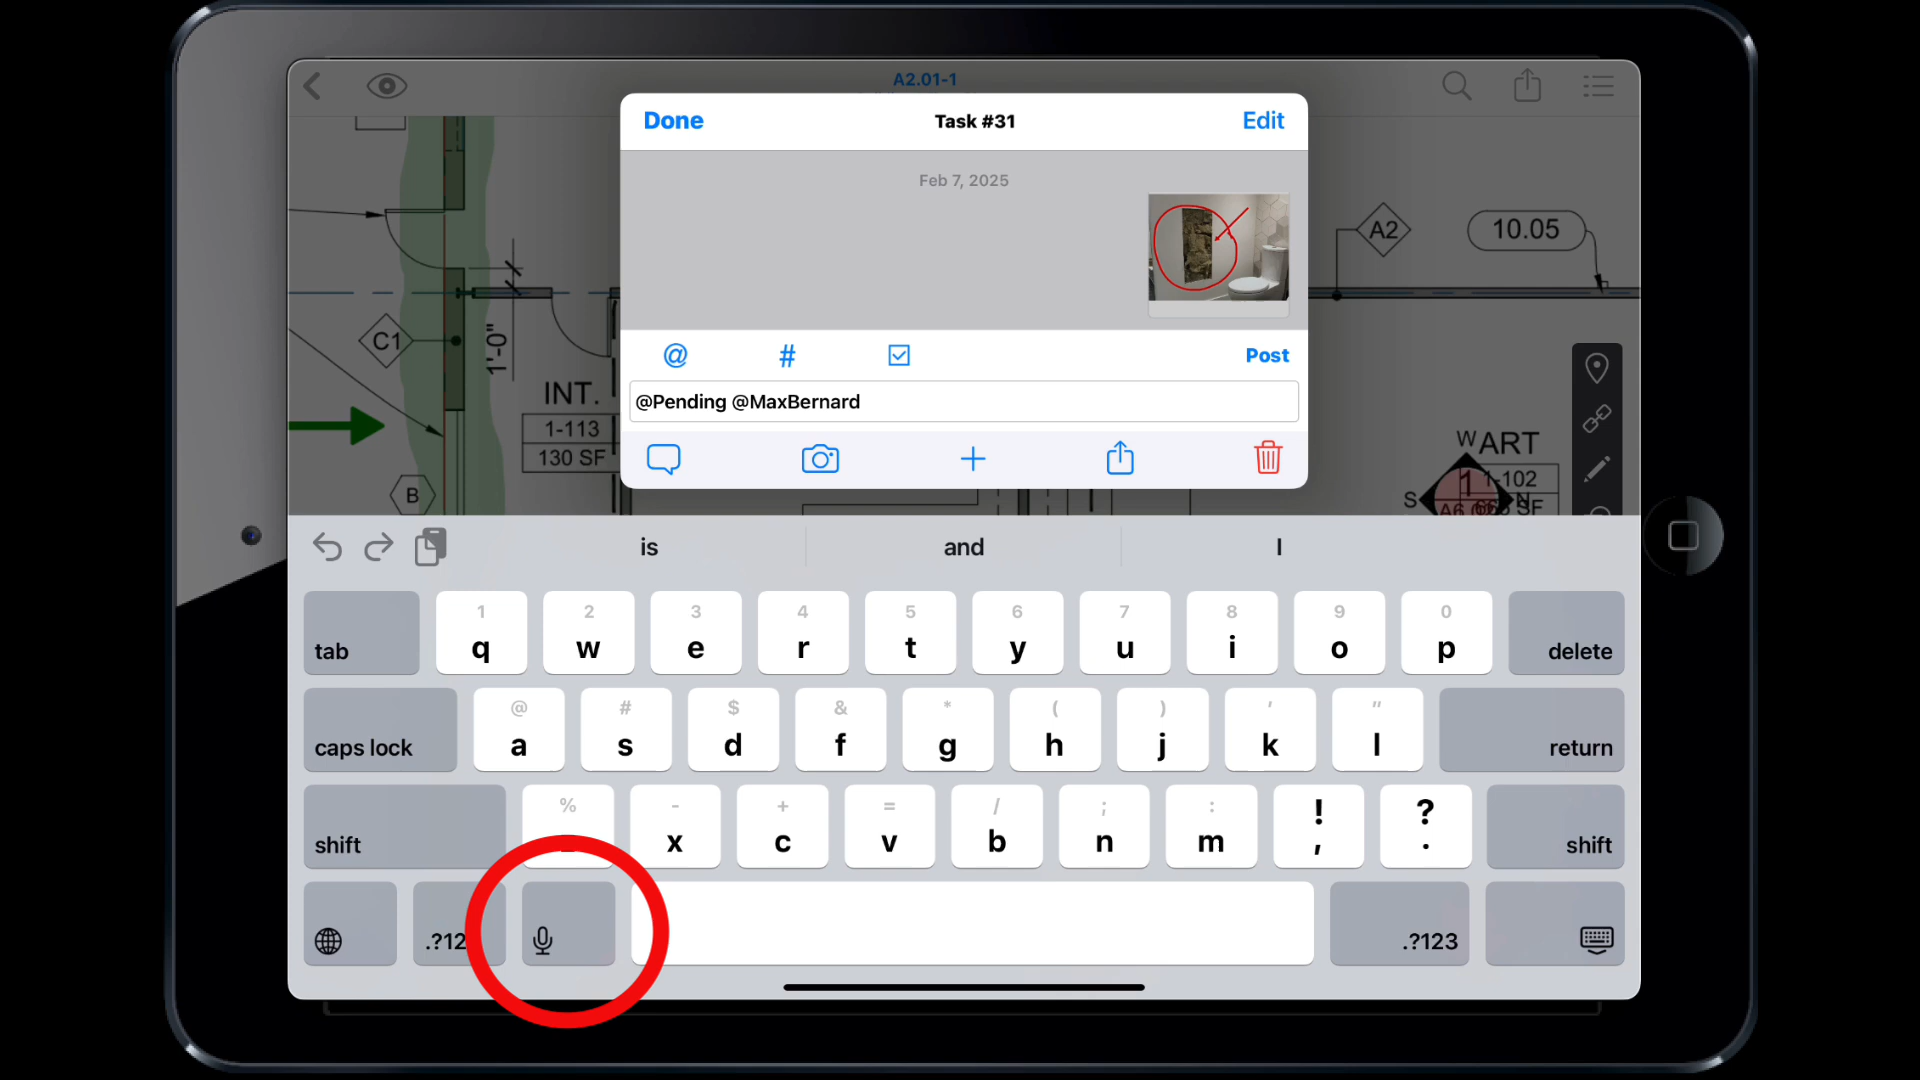 A2.01-1
Done Task #31 Edit
Feb 7, 2025
A2
10.05
C1
1'-0"
@ # Post
INT.
1-113
130 SF
@Pending @MaxBernard
B
W ART
1 1-102
S N
is and I
tab 1 q 2 w 3 e 4 r 5 t 6 y 7 u 8 i 9 o 0 p delete
caps lock @ a # s $ d & f * g ( h ) j ' k " l return
shift % - x + c = v / b ; n : m ! , ? . shift
.?12 .?123